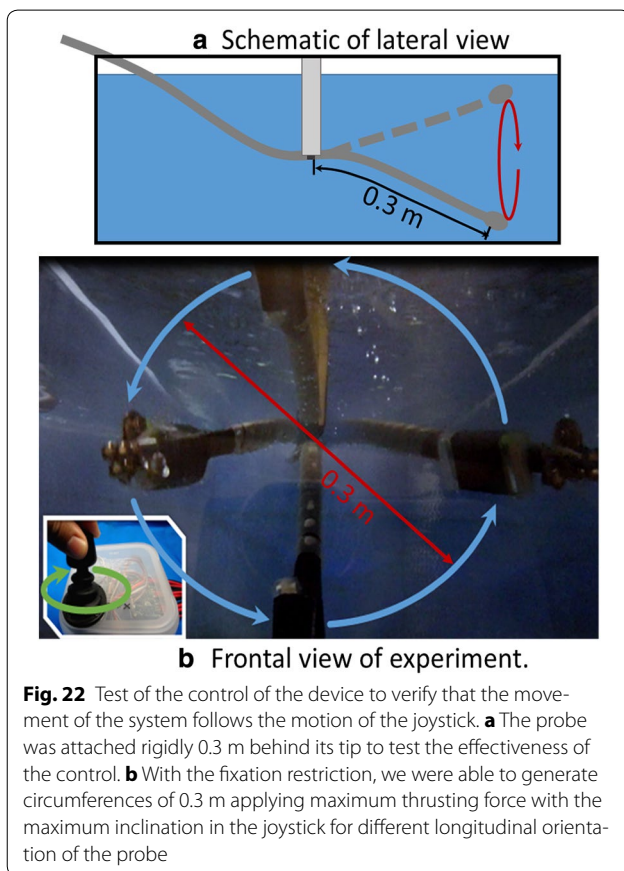 a Schematic of lateral view
0.3 m
0.3 m
b Frontal view of experiment.
Fig. 22 Test of the control of the device to verify that the move-
ment of the system follows the motion of the joystick. a The probe
was attached rigidly 0.3 m behind its tip to test the effectiveness of
the control. b With the fixation restriction, we were able to generate
circumferences of 0.3 m applying maximum thrusting force with the
maximum inclination in the joystick for different longitudinal orienta-
tion of the probe